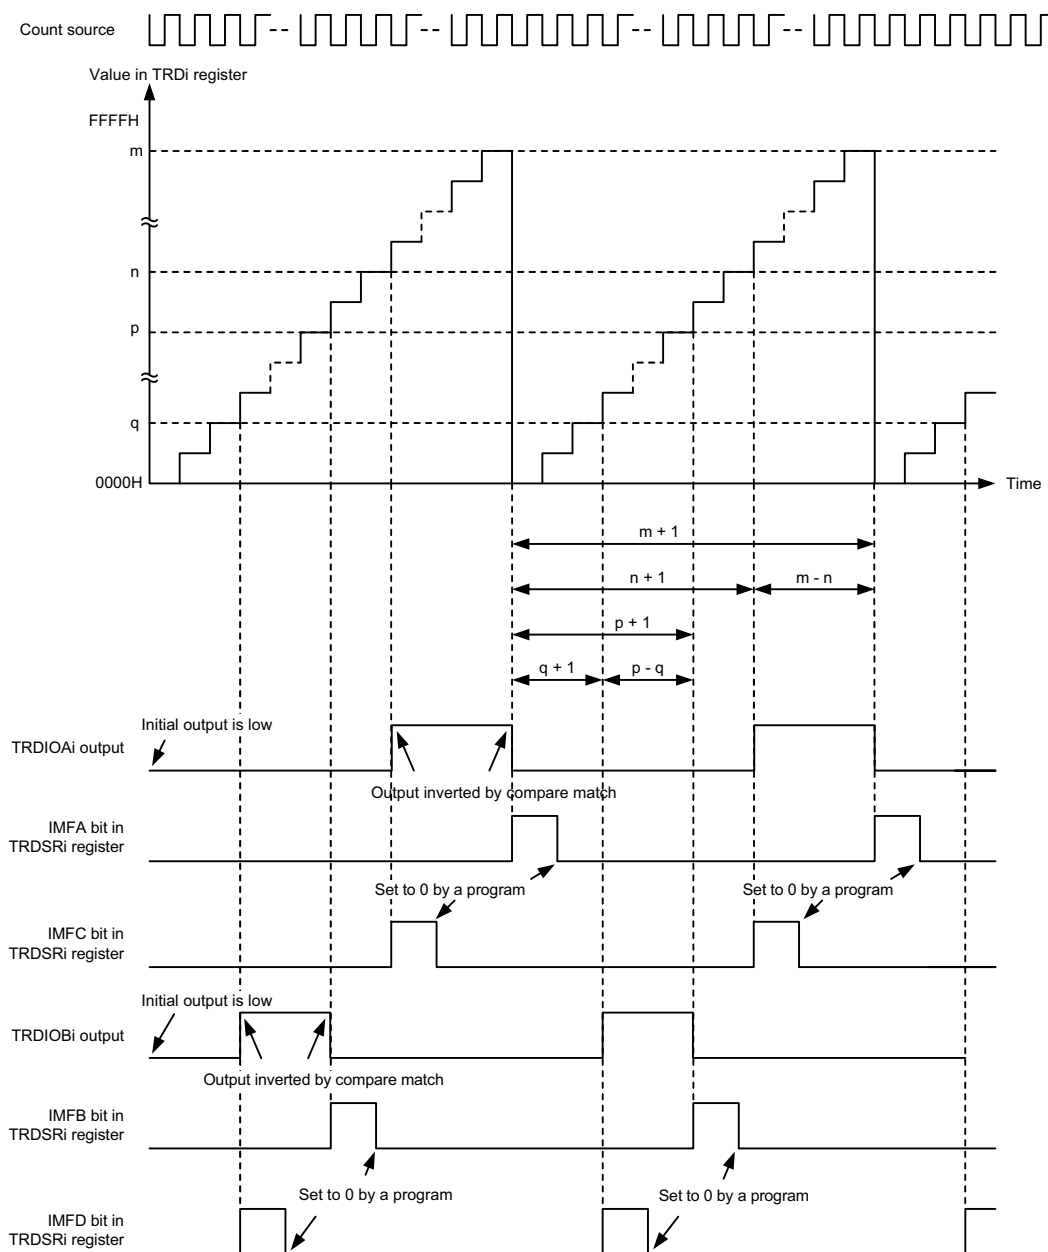 Count source
Value in TRDi register
FFFFH
m
n
p
q
0000H
Time
m + 1
n + 1
m - n
p + 1
q + 1
p - q
Initial output is low
TRDIOAi output
Output inverted by compare match
IMFA bit in
TRDSRi register
Set to 0 by a program
Set to 0 by a program
IMFC bit in
TRDSRi register
Initial output is low
TRDIOBi output
Output inverted by compare match
IMFB bit in
TRDSRi register
Set to 0 by a program
Set to 0 by a program
IMFD bit in
TRDSRi register